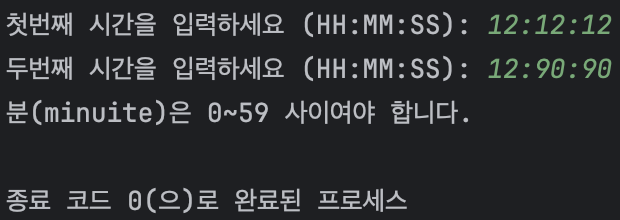 첫번째 시간을 입력하세요 (HH:MM:SS): 12:12:12
두번째 시간을 입력하세요 (HH:MM:SS): 12:90:90
분(minuite)은 0~59 사이여야 합니다.
종료 코드 0(으)로 완료된 프로세스